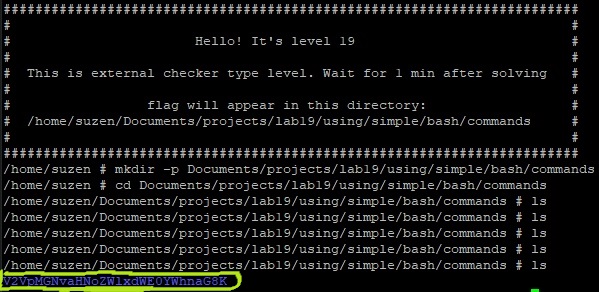 ################################################################
# #
# Hello! It's level 19 #
# #
# This is external checker type level. Wait for 1 min after solving #
# #
# flag will appear in this directory: #
# /home/suzen/Documents/projects/lab19/using/simple/bash/commands #
# #
################################################################
/home/suzen # mkdir -p Documents/projects/lab19/using/simple/bash/commands
/home/suzen # cd Documents/projects/lab19/using/simple/bash/commands
/home/suzen/Documents/projects/lab19/using/simple/bash/commands # ls
/home/suzen/Documents/projects/lab19/using/simple/bash/commands # ls
/home/suzen/Documents/projects/lab19/using/simple/bash/commands # ls
/home/suzen/Documents/projects/lab19/using/simple/bash/commands # ls
/home/suzen/Documents/projects/lab19/using/simple/bash/commands # ls